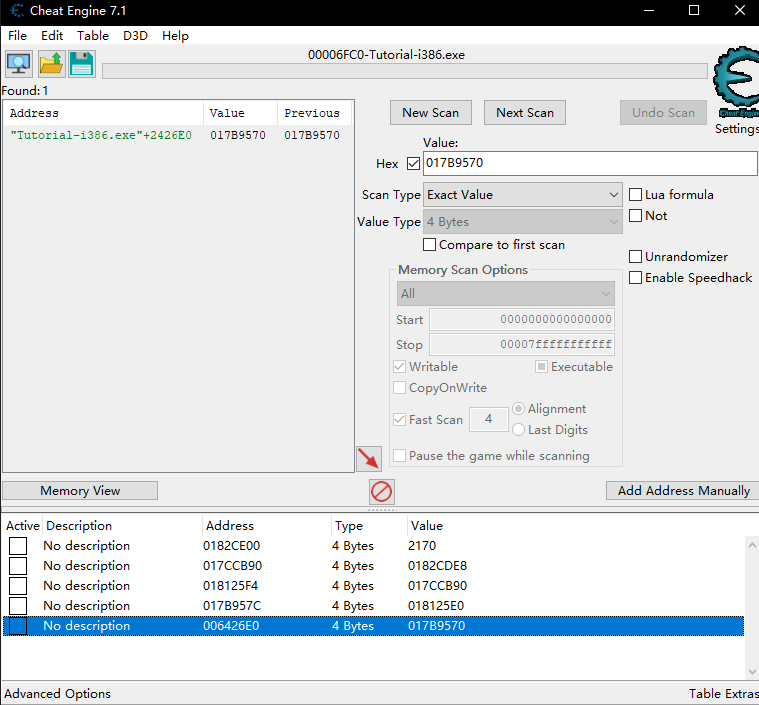 Cheat Engine 7.1
File Edit Table D3D Help
00006FC0-Tutorial-i386.exe
Found: 1
Cheat Engine
Settings
Address Value Previous
"Tutorial-i386.exe"+2426E0 017B9570 017B9570
New Scan Next Scan Undo Scan
Value:
Hex 017B9570
Scan Type Exact Value Lua formula
Value Type 4 Bytes Not
Compare to first scan
Unrandomizer
Enable Speedhack
Memory Scan Options
All
Start 0000000000000000
Stop 00007fffffffffff
Writable Executable
CopyOnWrite
Fast Scan 4 Alignment
Last Digits
Pause the game while scanning
Memory View Add Address Manually
Active Description Address Type Value
No description 0182CE00 4 Bytes 2170
No description 017CCB90 4 Bytes 0182CDE8
No description 018125F4 4 Bytes 017CCB90
No description 017B957C 4 Bytes 018125E0
No description 006426E0 4 Bytes 017B9570
Advanced Options Table Extras